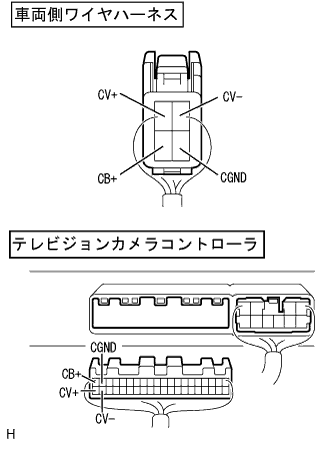 車両側ワイヤハーネス
CV+
CV-
CB+
CGND
テレビジョンカメラコントローラ
CGND
CB+
CV+
CV-
H